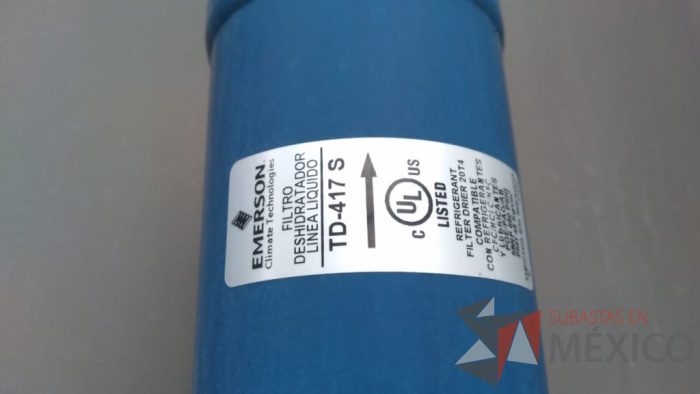 EMERSON
Climate Technologies
FILTRO
DESHIDRATADOR
LINEA LIQUIDO
TD-417 S
C UL US
LISTED
REFRIGERANT
FILTER DRIER 20T4
COMPATIBLE
CON REFRIGERANTES
Y LUBRICANTES
SUBASTAS EN
MÉXICO